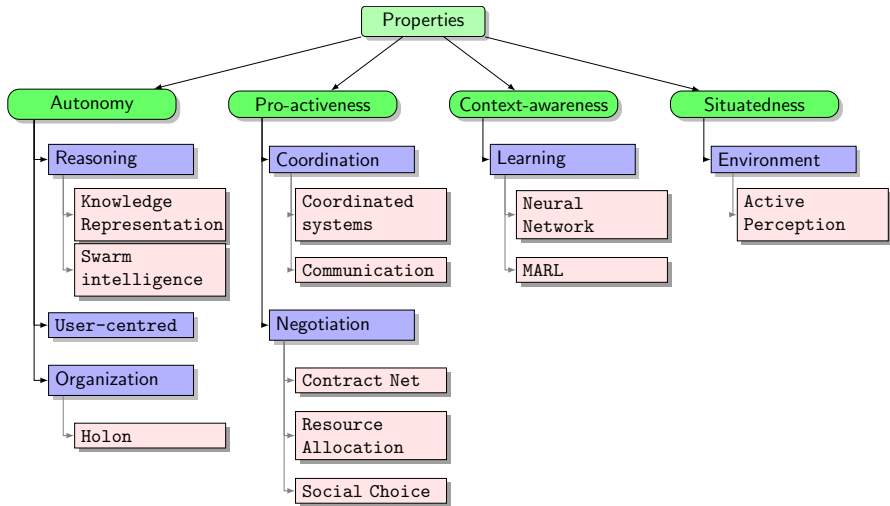 Properties
Autonomy
Pro-activeness
Context-awareness
Situatedness
Reasoning
Knowledge
Representation
Swarm
intelligence
User-centred
Organization
Holon
Coordination
Coordinated
systems
Communication
Negotiation
Contract Net
Resource
Allocation
Social Choice
Learning
Neural
Network
MARL
Environment
Active
Perception